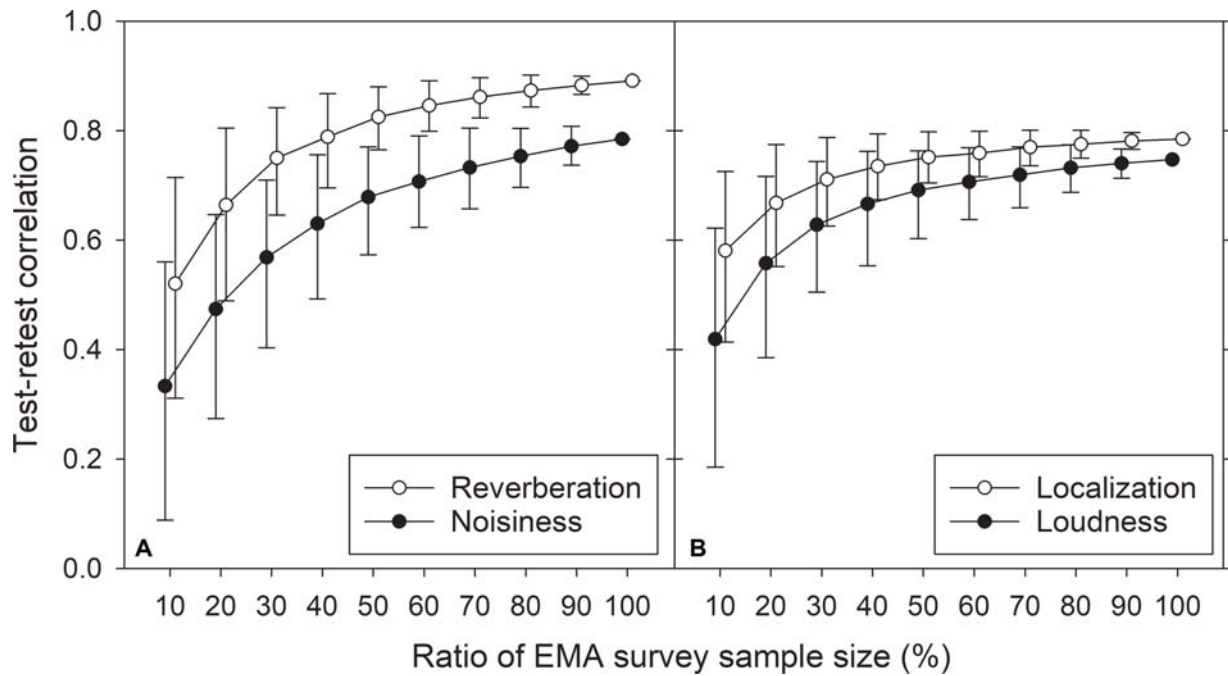 Test-retest correlation
1.0
0.8
0.6
0.4
0.2
0.0
Reverberation
Noisiness
A
10 20 30 40 50 60 70 80 90 100
Localization
Loudness
B
10 20 30 40 50 60 70 80 90 100
Ratio of EMA survey sample size (%)